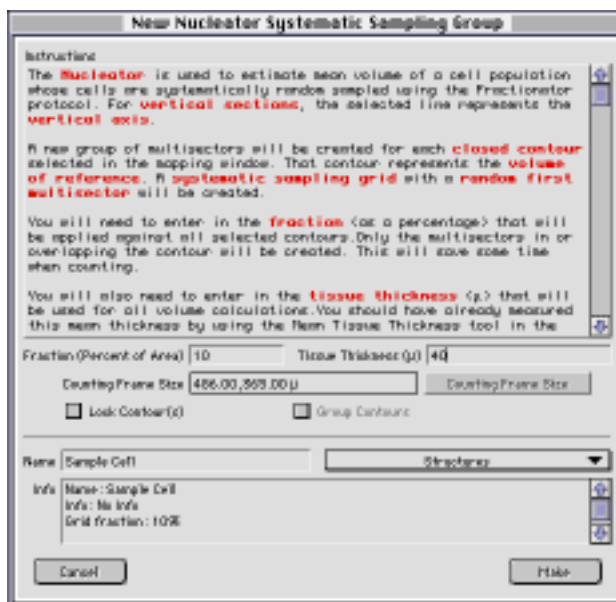 New Nucleator Systematic Sampling Group
Instructions
The Nucleator is used to estimate mean volume of a cell population
whose cells are systematically random sampled using the Fractionator
protocol. For vertical sections, the selected line represents the
vertical axis.
A new group of multisectors will be created for each closed contour
selected in the mapping window. That contour represents the volume
of reference. A systematic sampling grid with a random first
multisector will be created.
You will need to enter in the fraction (as a percentage) that will
be applied against all selected contours.Only the multisectors in or
overlapping the contour will be created. This will save some time
when counting.
You will also need to enter in the tissue thickness (µ) that will
be used for all volume calculations.You should have already measured
this mean thickness by using the Mean Tissue Thickness tool in the
Fraction (Percent of Area) 10 Tissue Thickness (µ) 40
Counting Frame Size Counting Frame Size
Lock Contour(s) Group Contours
Name Sample Cell Structures
Info Name: Sample Cell
Info: No Info
Grid fraction: 10%
Cancel Make